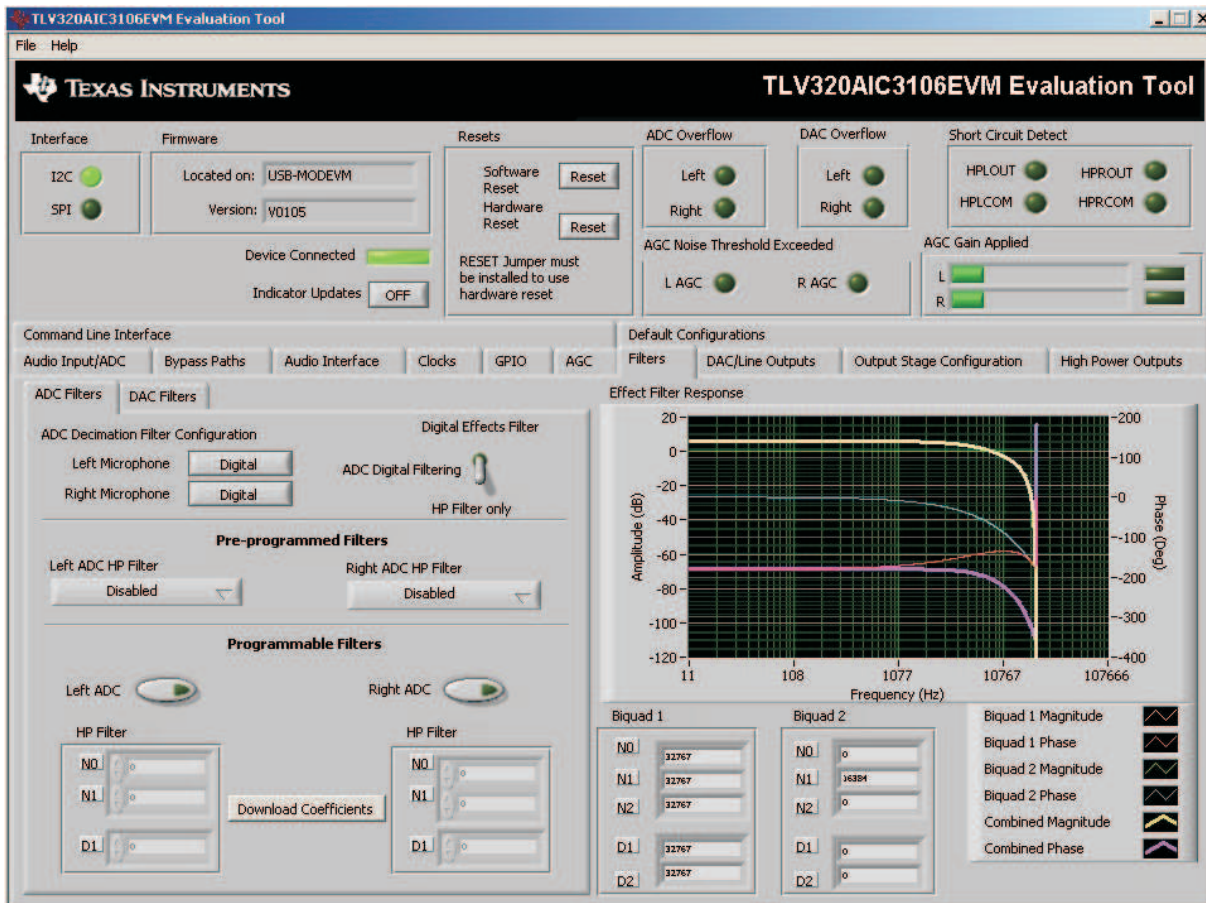 TLV320AIC3106EVM Evaluation Tool
File Help
TEXAS INSTRUMENTS
TLV320AIC3106EVM Evaluation Tool
Interface
I2C
SPI
Firmware
Located on: USB-MODEVM
Version: V0105
Device Connected
Indicator Updates OFF
Resets
Software Reset Reset
Hardware Reset Reset
RESET Jumper must
be installed to use
hardware reset
ADC Overflow
Left
Right
DAC Overflow
Left
Right
Short Circuit Detect
HPLOUT HPROUT
HPLCOM HPRCOM
AGC Noise Threshold Exceeded
L AGC R AGC
AGC Gain Applied
L
R
Command Line Interface Default Configurations
Audio Input/ADC Bypass Paths Audio Interface Clocks GPIO AGC Filters DAC/Line Outputs Output Stage Configuration High Power Outputs
ADC Filters DAC Filters
ADC Decimation Filter Configuration
Left Microphone Digital
Right Microphone Digital
Digital Effects Filter
ADC Digital Filtering
HP Filter only
Pre-programmed Filters
Left ADC HP Filter
Disabled
Right ADC HP Filter
Disabled
Programmable Filters
Left ADC
Right ADC
HP Filter
N0 0
N1 0
D1 0
Download Coefficients
HP Filter
N0 0
N1 0
D1 0
Effect Filter Response
Amplitude (dB)
20
0
-20
-40
-60
-80
-100
-120
200
100
0
-100
-200
-300
-400
Phase (Deg)
11 108 1077 10767 107666
Frequency (Hz)
Biquad 1
N0 32767
N1 32767
N2 32767
D1 32767
D2 32767
Biquad 2
N0 0
N1 16384
N2 0
D1 0
D2 0
Biquad 1 Magnitude
Biquad 1 Phase
Biquad 2 Magnitude
Biquad 2 Phase
Combined Magnitude
Combined Phase